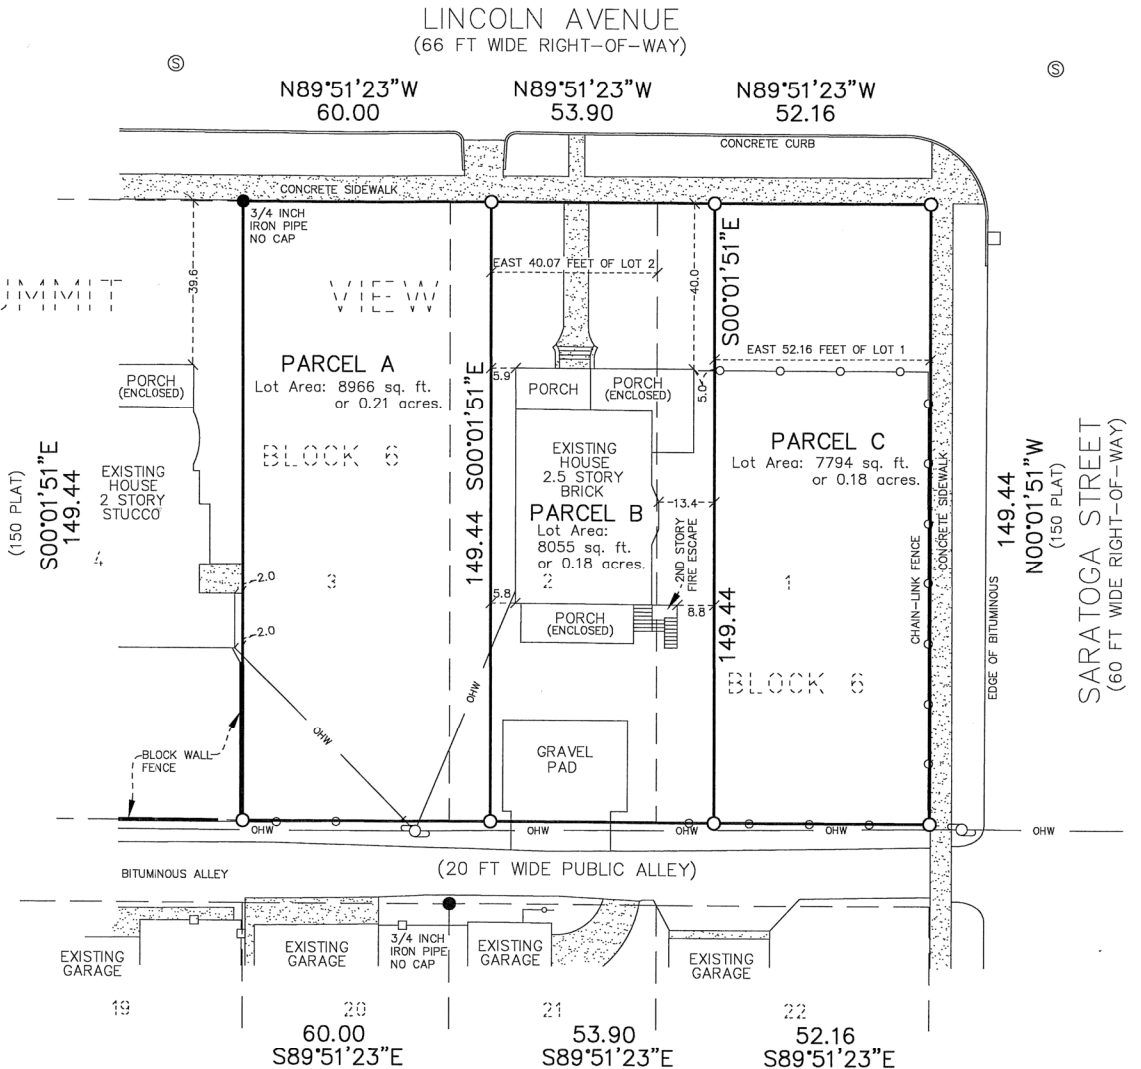 LINCOLN AVENUE
(66 FT WIDE RIGHT-OF-WAY)
S
S
N89°51'23"W
60.00
N89°51'23"W
53.90
N89°51'23"W
52.16
CONCRETE CURB
CONCRETE SIDEWALK
3/4 INCH
IRON PIPE
NO CAP
39.6
EAST 40.07 FEET OF LOT 2
40.0
S00°01'51"E
UMMIT
VIEW
EAST 52.16 FEET OF LOT 1
PARCEL A
Lot Area: 8966 sq. ft.
or 0.21 acres.
PORCH
(ENCLOSED)
5.9
PORCH
PORCH
(ENCLOSED)
5.0
S00°01'51"E
149.44
BLOCK 6
EXISTING
HOUSE
2.5 STORY
BRICK
PARCEL B
Lot Area:
8055 sq. ft.
or 0.18 acres.
13.4
2ND STORY
FIRE ESCAPE
PARCEL C
Lot Area: 7794 sq. ft.
or 0.18 acres.
(150 PLAT)
S00°01'51"E
149.44
EXISTING
HOUSE
2 STORY
STUCCO
4
2.0
2.0
3
2
1
5.8
8.8
149.44
PORCH
(ENCLOSED)
CHAIN-LINK FENCE
CONCRETE SIDEWALK
EDGE OF BITUMINOUS
149.44
N00°01'51"W
(150 PLAT)
SARATOGA STREET
(60 FT WIDE RIGHT-OF-WAY)
BLOCK 6
OHW
OHW
BLOCK WALL
FENCE
GRAVEL
PAD
OHW
OHW
OHW
OHW
OHW
BITUMINOUS ALLEY
(20 FT WIDE PUBLIC ALLEY)
3/4 INCH
IRON PIPE
NO CAP
EXISTING
GARAGE
EXISTING
GARAGE
EXISTING
GARAGE
EXISTING
GARAGE
19
20
21
22
60.00
S89°51'23"E
53.90
S89°51'23"E
52.16
S89°51'23"E